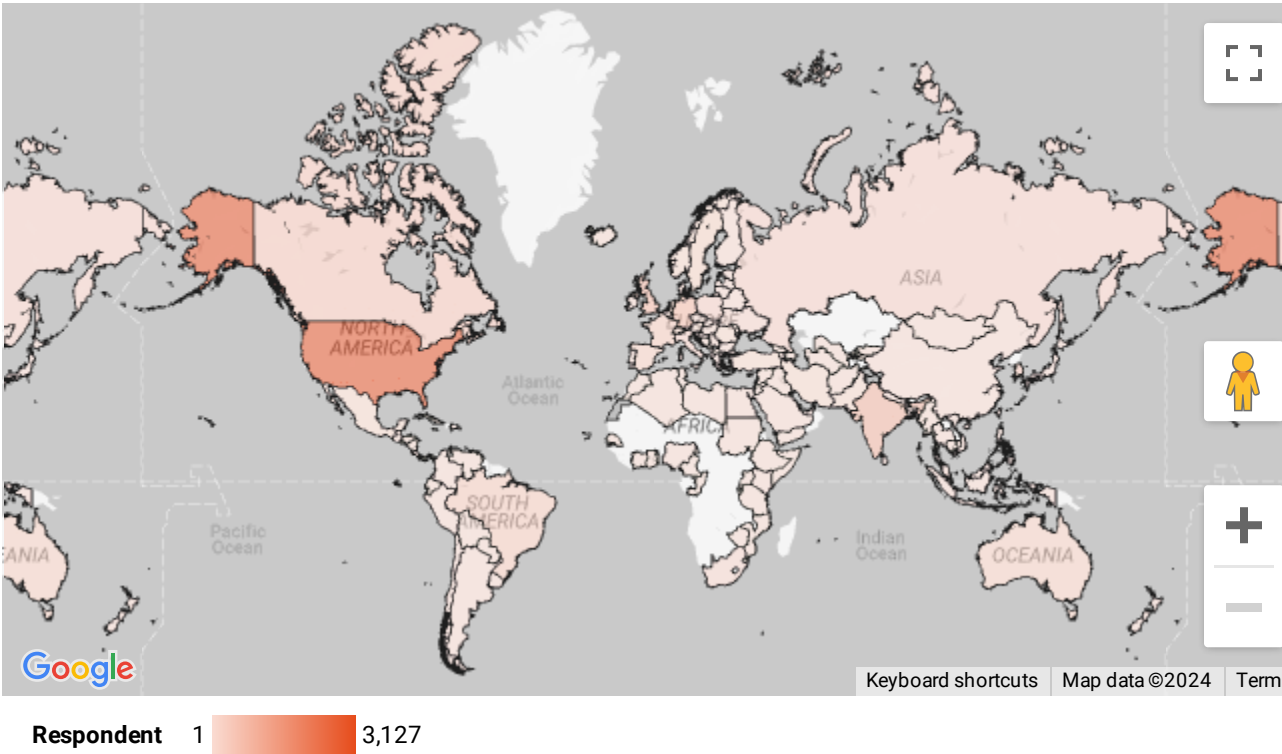 ASIA
EUROPE
NORTH
AMERICA
Atlantic
Ocean
AFRICA
SOUTH
AMERICA
Pacific
Ocean
Indian
Ocean
EANIA
OCEANIA
Google
Keyboard shortcuts
Map data ©2024
Term
Respondent 1 3,127